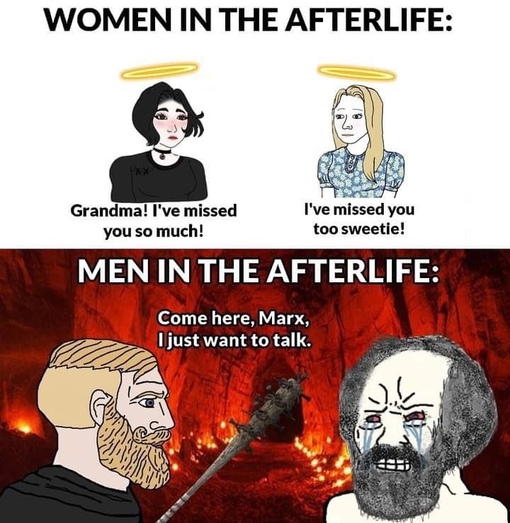 WOMEN IN THE AFTERLIFE:
Grandma! I've missed
you so much!
I've missed you
too sweetie!
MEN IN THE AFTERLIFE:
Come here, Marx,
I just want to talk.